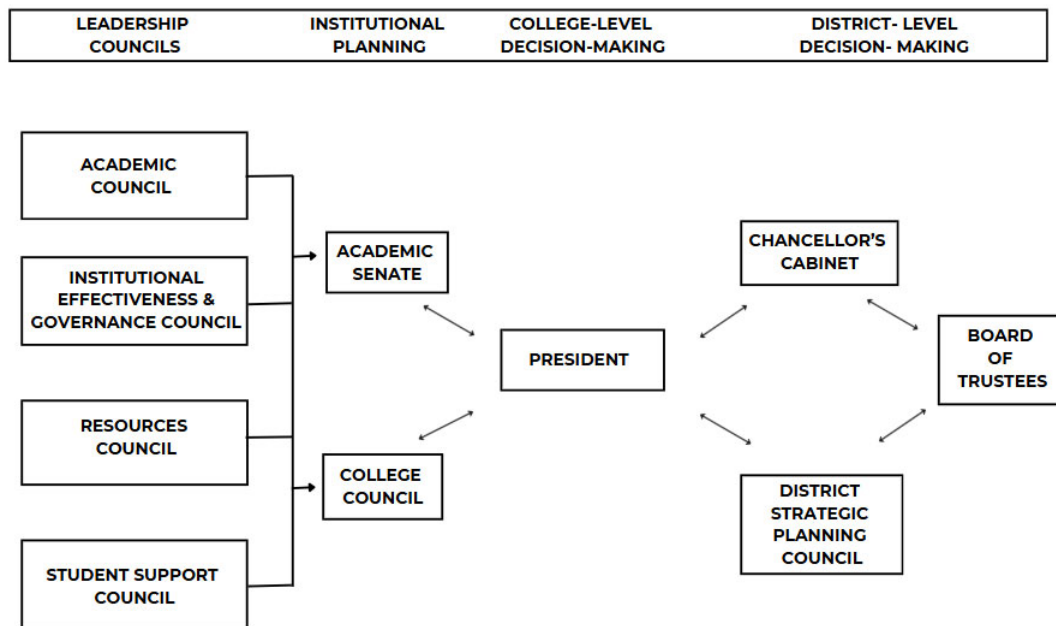 LEADERSHIP
COUNCILS
INSTITUTIONAL
PLANNING
COLLEGE-LEVEL
DECISION-MAKING
DISTRICT- LEVEL
DECISION- MAKING
ACADEMIC
COUNCIL
INSTITUTIONAL
EFFECTIVENESS &
GOVERNANCE COUNCIL
RESOURCES
COUNCIL
STUDENT SUPPORT
COUNCIL
ACADEMIC
SENATE
COLLEGE
COUNCIL
PRESIDENT
CHANCELLOR'S
CABINET
DISTRICT
STRATEGIC
PLANNING
COUNCIL
BOARD
OF
TRUSTEES